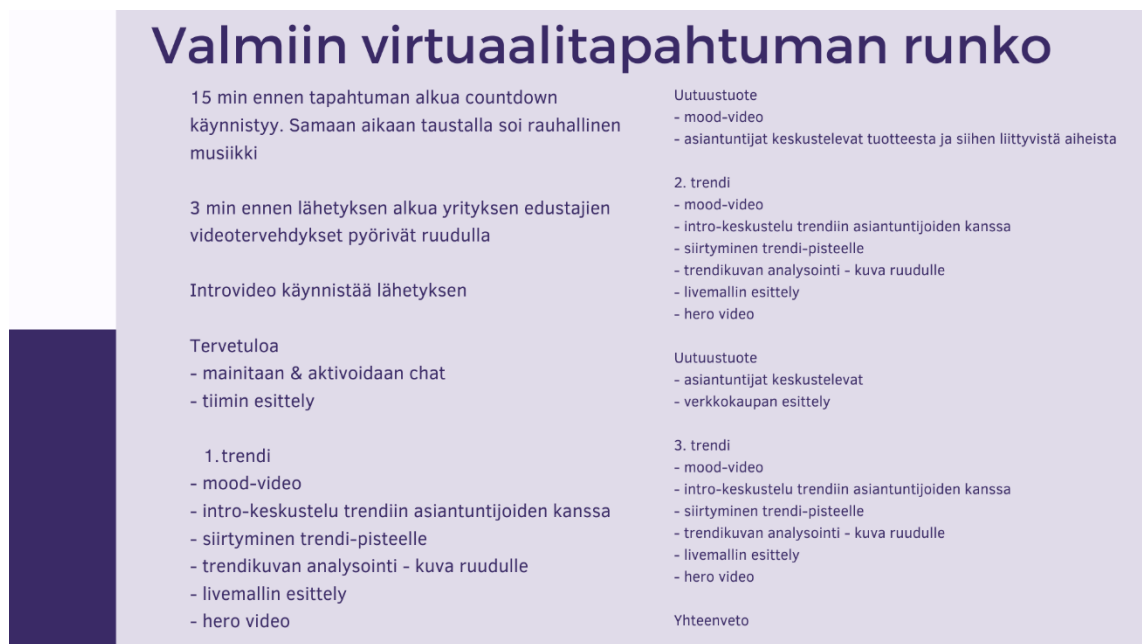 Valmiin virtuaalitapahtuman runko
15 min ennen tapahtuman alkua countdown
käynnistyy. Samaan aikaan taustalla soi rauhallinen
musiikki
3 min ennen lähetyksen alkua yrityksen edustajien
videotervehdykset pyörivät ruudulla
Introvideo käynnistää lähetyksen
Tervetuloa
- mainitaan & aktivoidaan chat
- tiimin esittely
1.trendi
- mood-video
- intro-keskustelu trendiin asiantuntijoiden kanssa
- siirtyminen trendi-pisteelle
- trendikuvan analysointi - kuva ruudulle
- livemallin esittely
- hero video
Uutuustuote
- mood-video
- asiantuntijat keskustelevat tuotteesta ja siihen liittyvistä aiheista
2. trendi
- mood-video
- intro-keskustelu trendiin asiantuntijoiden kanssa
- siirtyminen trendi-pisteelle
- trendikuvan analysointi - kuva ruudulle
- livemallin esittely
- hero video
Uutuustuote
- asiantuntijat keskustelevat
- verkkokaupan esittely
3. trendi
- mood-video
- intro-keskustelu trendiin asiantuntijoiden kanssa
- siirtyminen trendi-pisteelle
- trendikuvan analysointi - kuva ruudulle
- livemallin esittely
- hero video
Yhteenveto